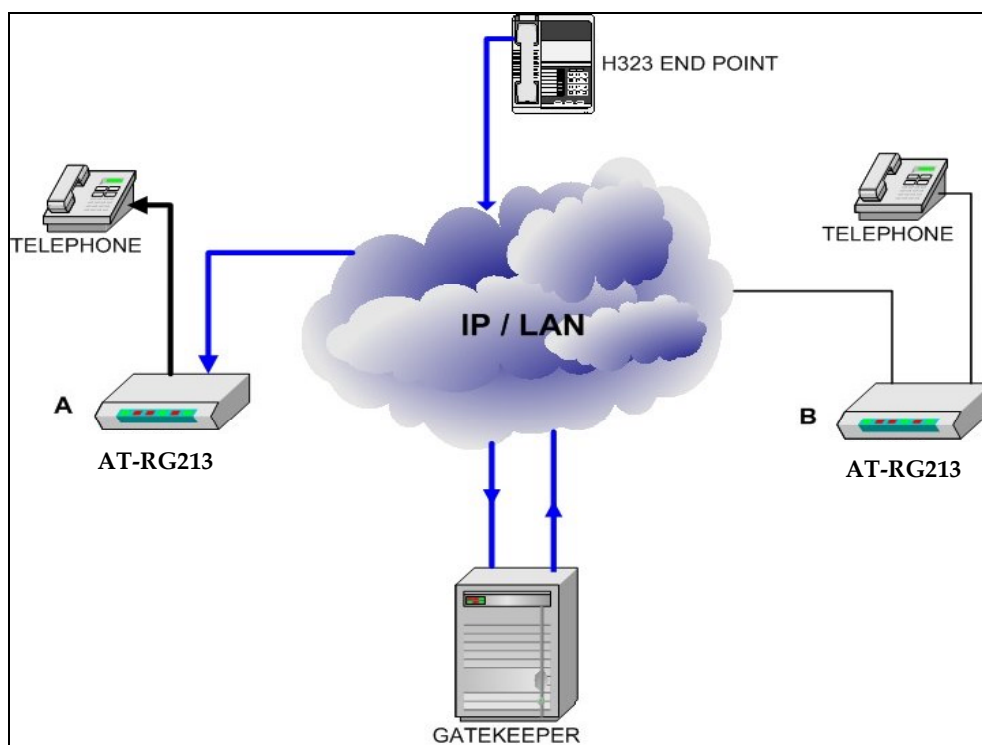 H323 END POINT
TELEPHONE
TELEPHONE
IP / LAN
A
B
AT-RG213
AT-RG213
GATEKEEPER